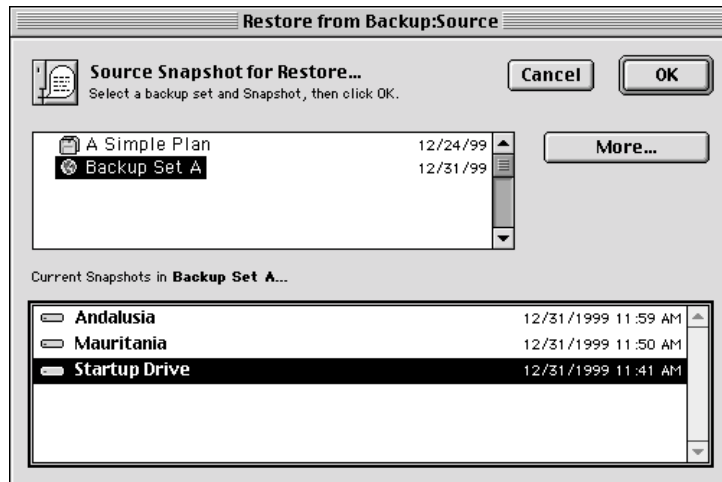 Restore from Backup:Source
Source Snapshot for Restore...
Select a backup set and Snapshot, then click OK.
Cancel
OK
A Simple Plan 12/24/99
Backup Set A 12/31/99
More...
Current Snapshots in Backup Set A...
Andalusia 12/31/1999 11:59 AM
Mauritania 12/31/1999 11:50 AM
Startup Drive 12/31/1999 11:41 AM